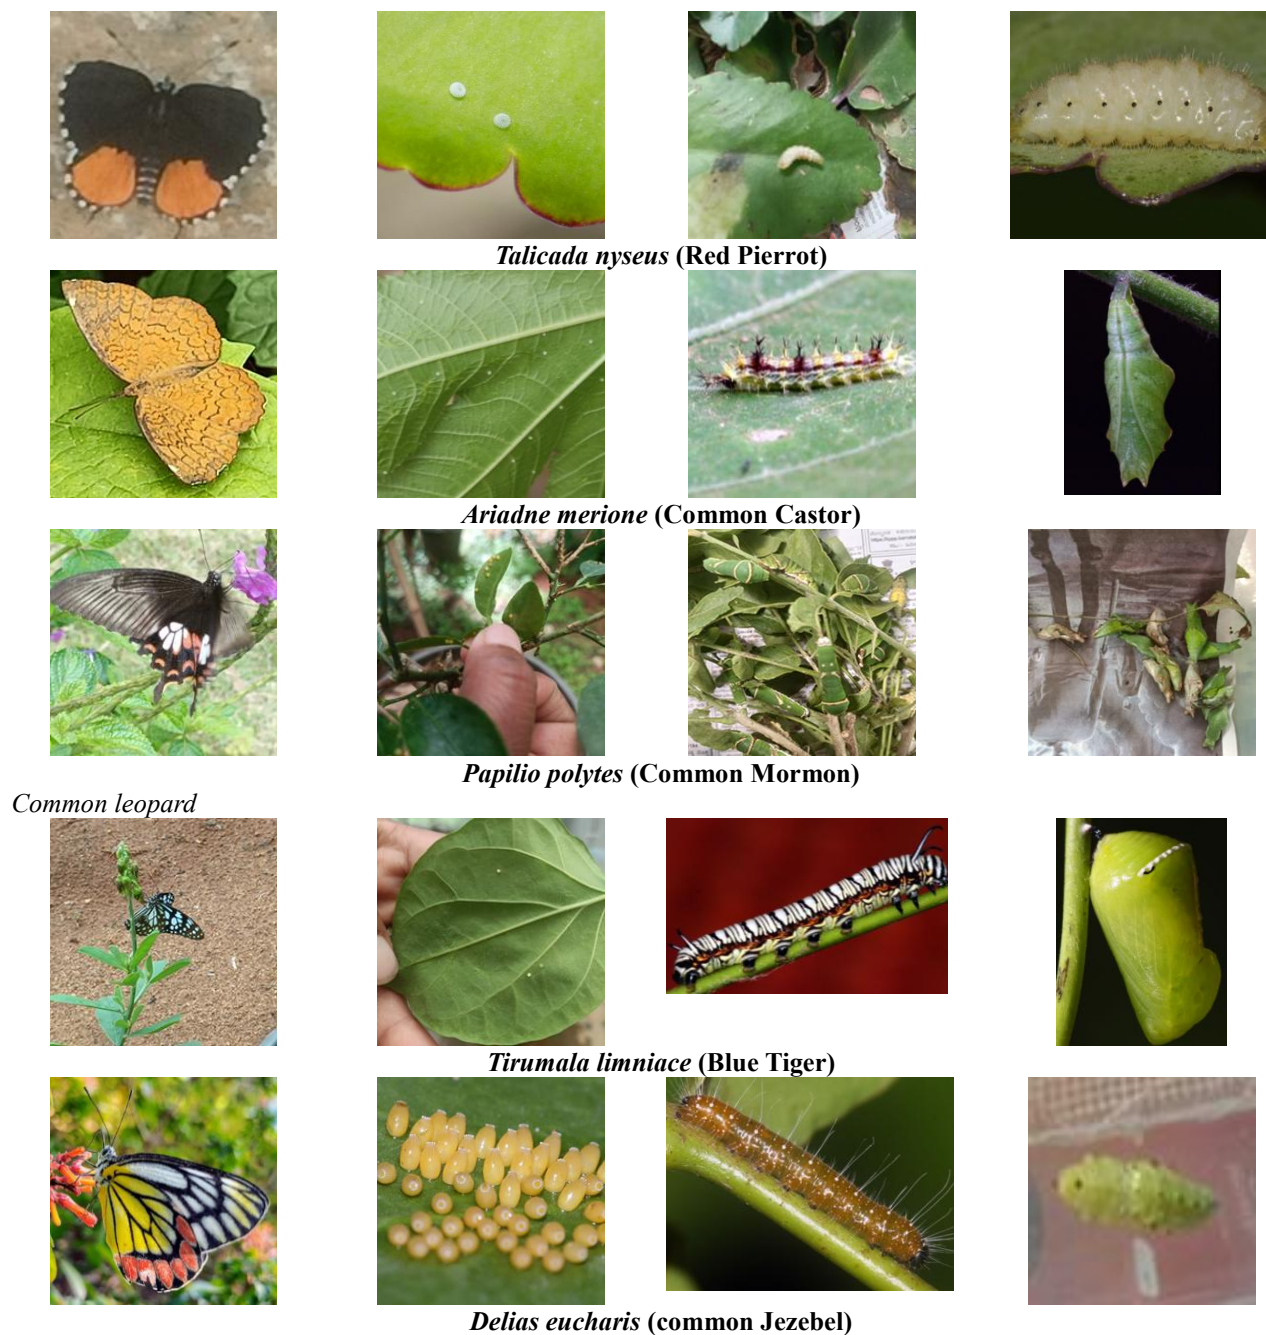 Talicada nyseus (Red Pierrot)
Ariadne merione (Common Castor)
Papilio polytes (Common Mormon)
Common leopard
Tirumala limniace (Blue Tiger)
Delias eucharis (common Jezebel)